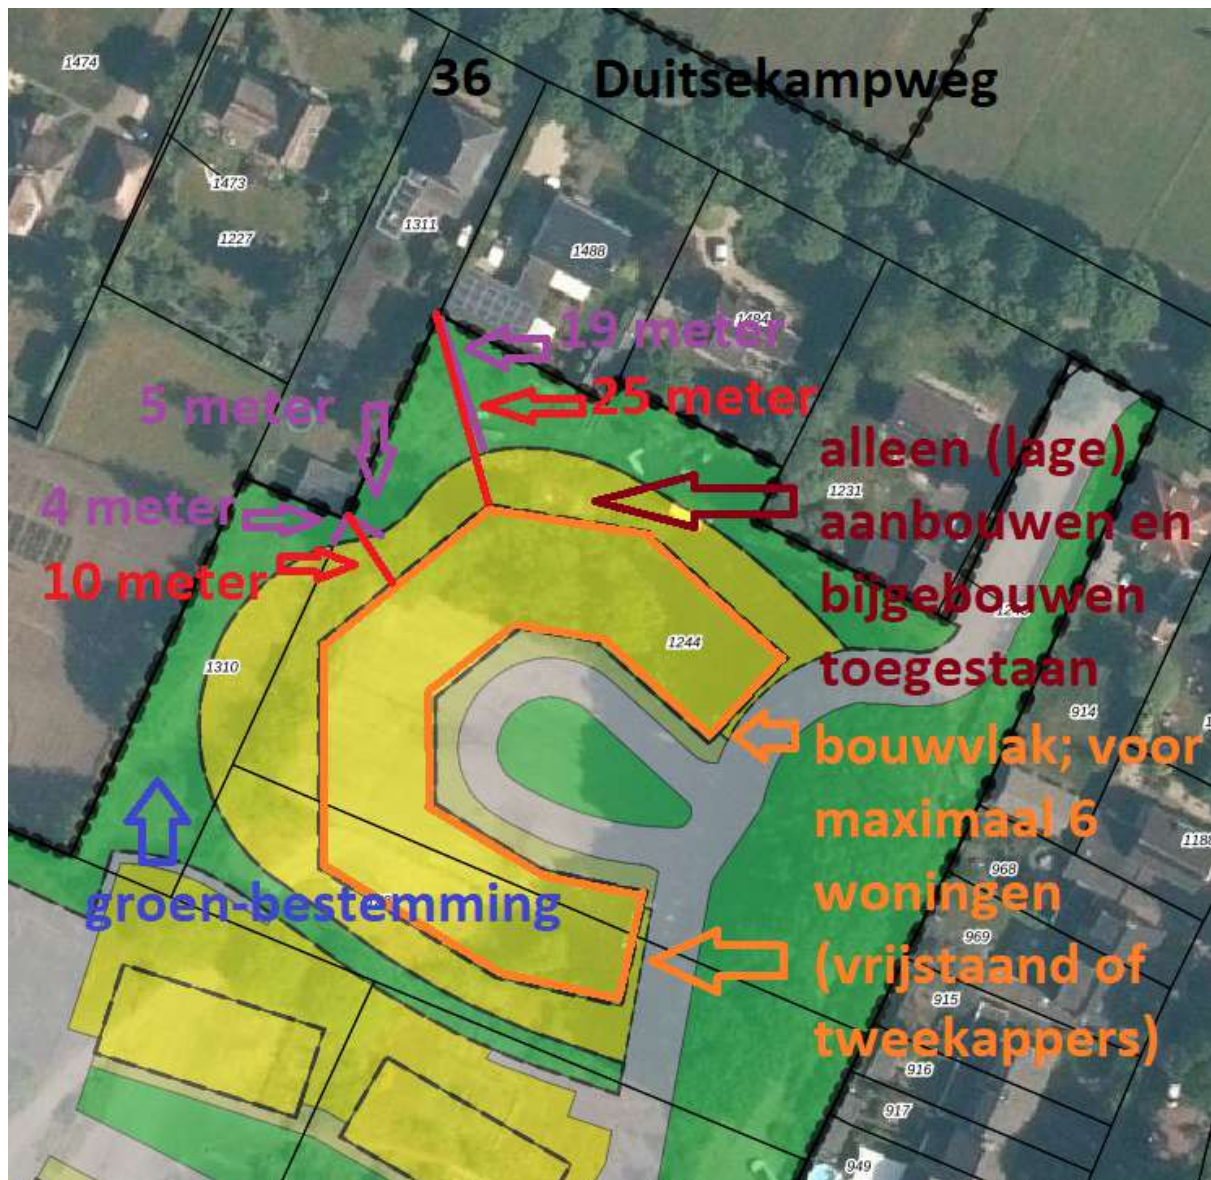 36 Duitsekampweg
1474
1473
1311
1227
1488
1494
19 meter
25 meter
5 meter
4 meter
10 meter
alleen (lage)
aanbouwen en
bijgebouwen
toegestaan
1231
1244
1310
914
bouwvlak; voor
maximaal 6
woningen
(vrijstaand of
tweekappers)
1188
968
969
915
916
917
949
groen-bestemming